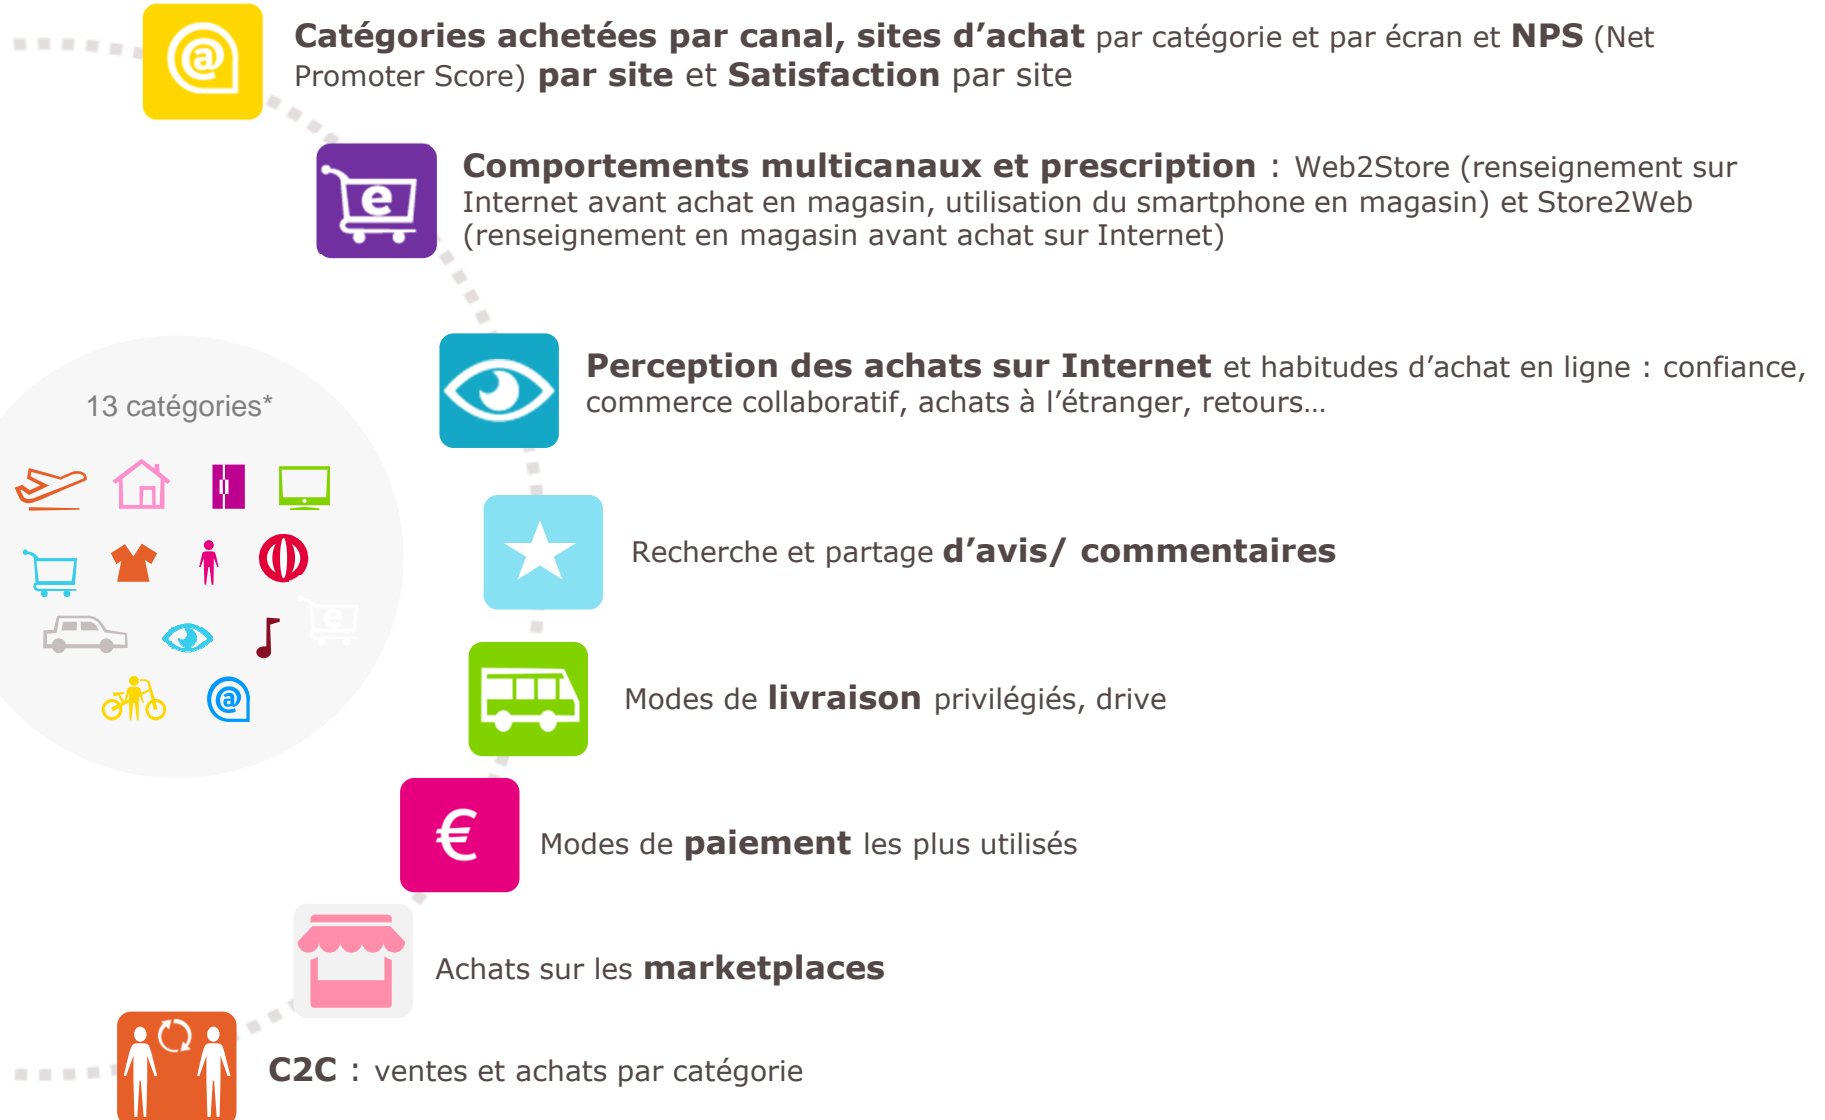 Catégories achetées par canal, sites d’achat par catégorie et par écran et NPS (Net
Promoter Score) par site et Satisfaction par site
Comportements multicanaux et prescription : Web2Store (renseignement sur
Internet avant achat en magasin, utilisation du smartphone en magasin) et Store2Web
(renseignement en magasin avant achat sur Internet)
Perception des achats sur Internet et habitudes d’achat en ligne : confiance,
commerce collaboratif, achats à l’étranger, retours…
13 catégories*
Recherche et partage d’avis/ commentaires
Modes de livraison privilégiés, drive
Modes de paiement les plus utilisés
Achats sur les marketplaces
C2C : ventes et achats par catégorie